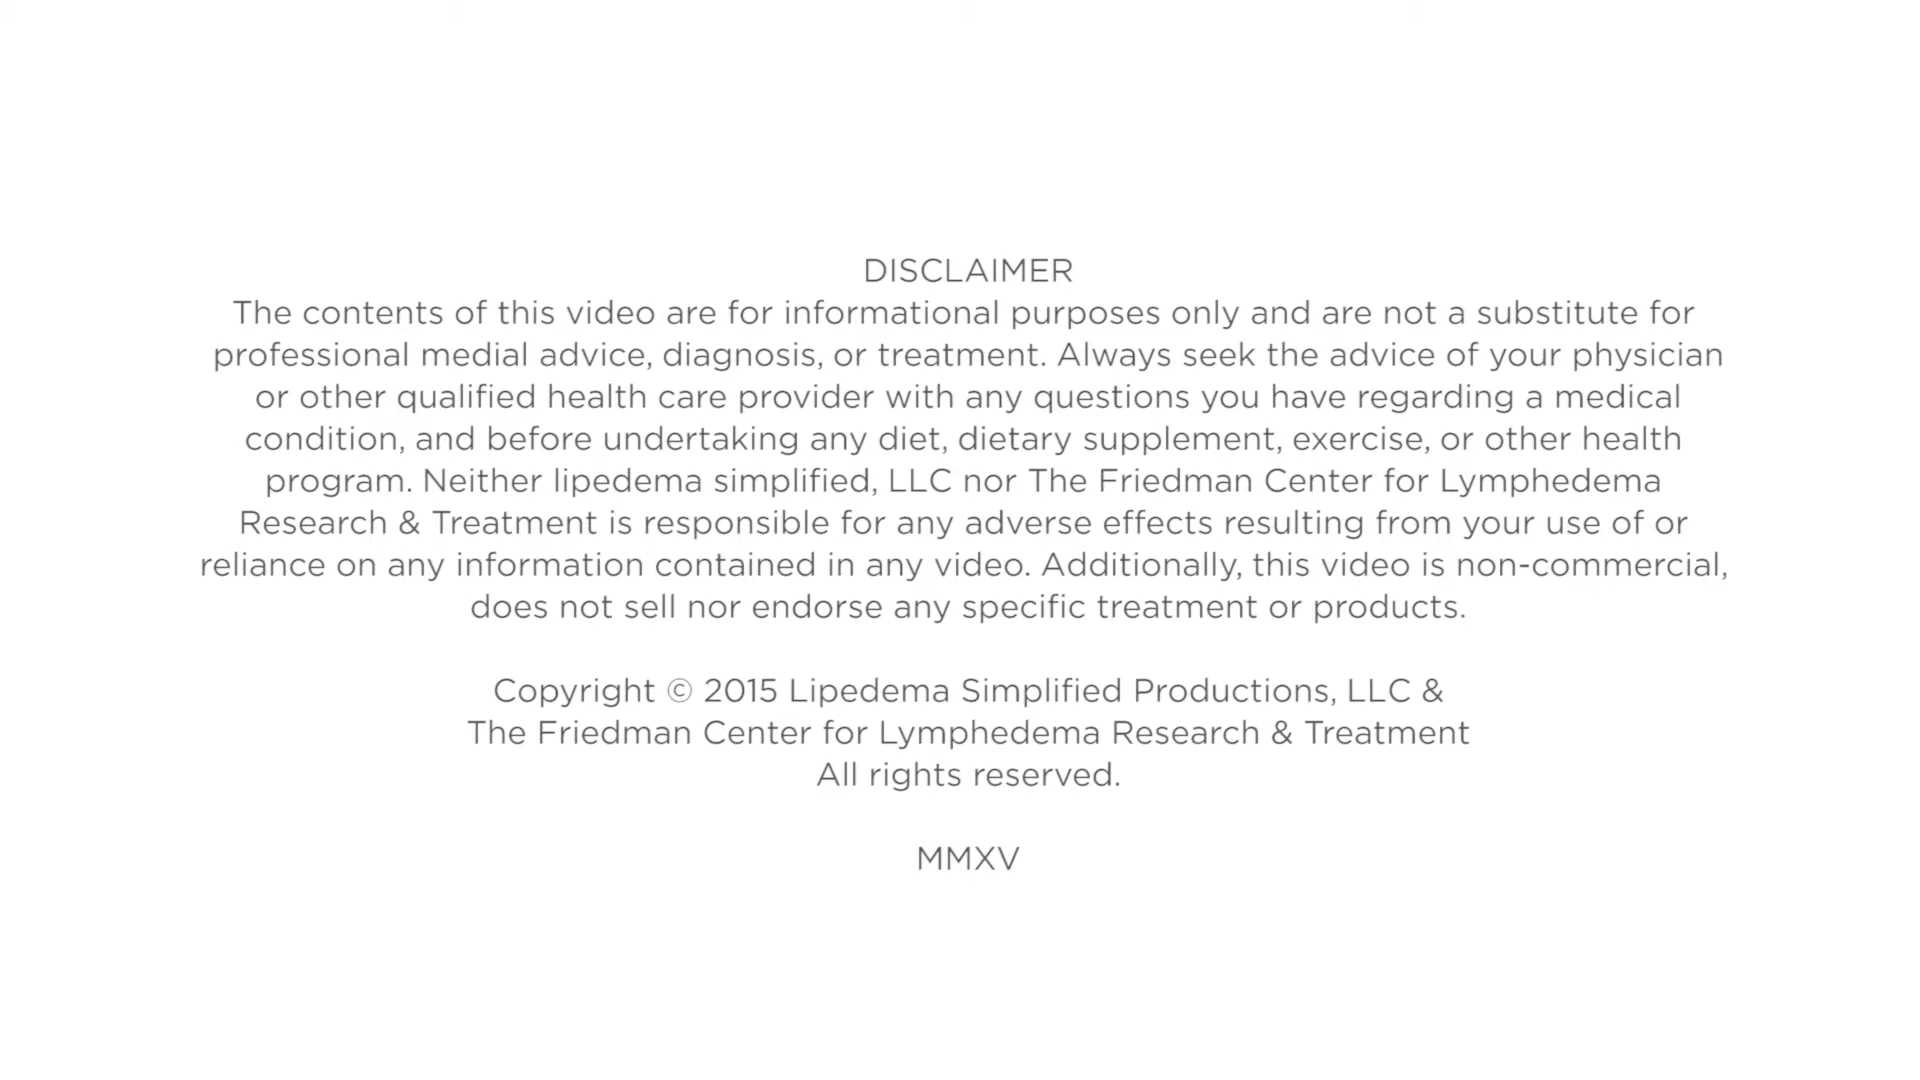 DISCLAIMER
The contents of this video are for informational purposes only and are not a substitute for
professional medial advice, diagnosis, or treatment. Always seek the advice of your physician
or other qualified health care provider with any questions you have regarding a medical
condition, and before undertaking any diet, dietary supplement, exercise, or other health
program. Neither lipedema simplified, LLC nor The Friedman Center for Lymphedema
Research & Treatment is responsible for any adverse effects resulting from your use of or
reliance on any information contained in any video. Additionally, this video is non-commercial,
does not sell nor endorse any specific treatment or products.
Copyright © 2015 Lipedema Simplified Productions, LLC &
The Friedman Center for Lymphedema Research & Treatment
All rights reserved.
MMXV